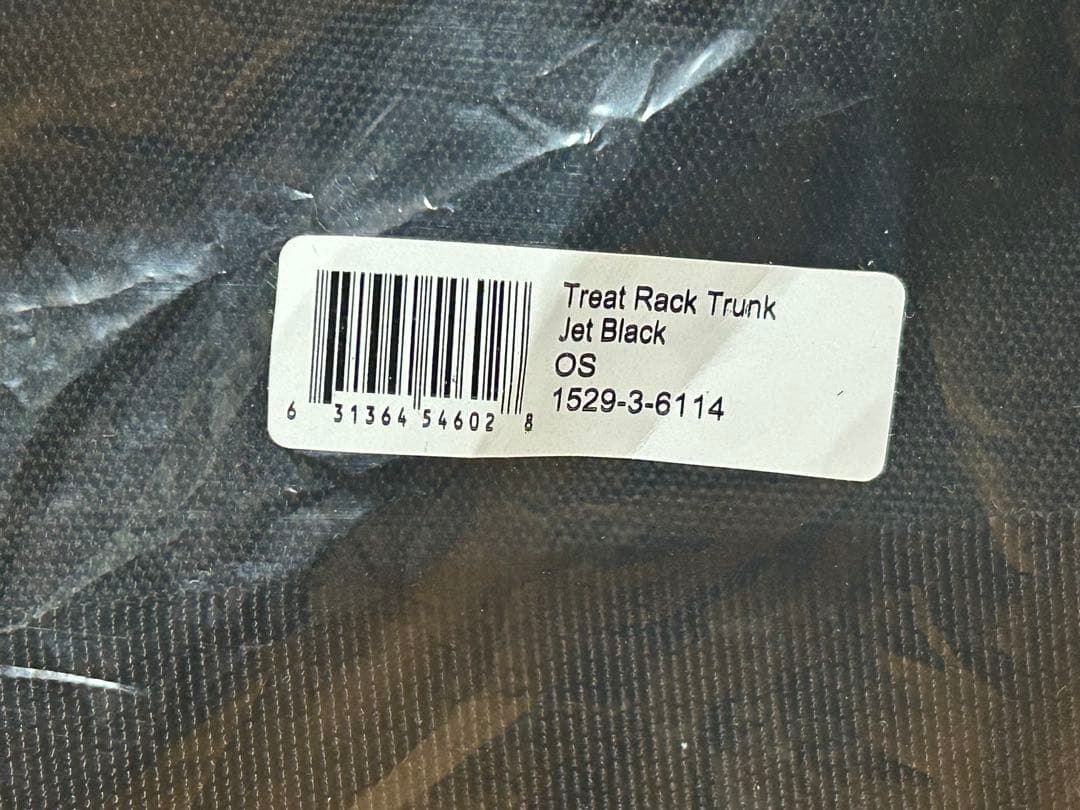 Treat Rack Trunk
Jet Black
OS
1529-3-6114
6 31364 54602 8